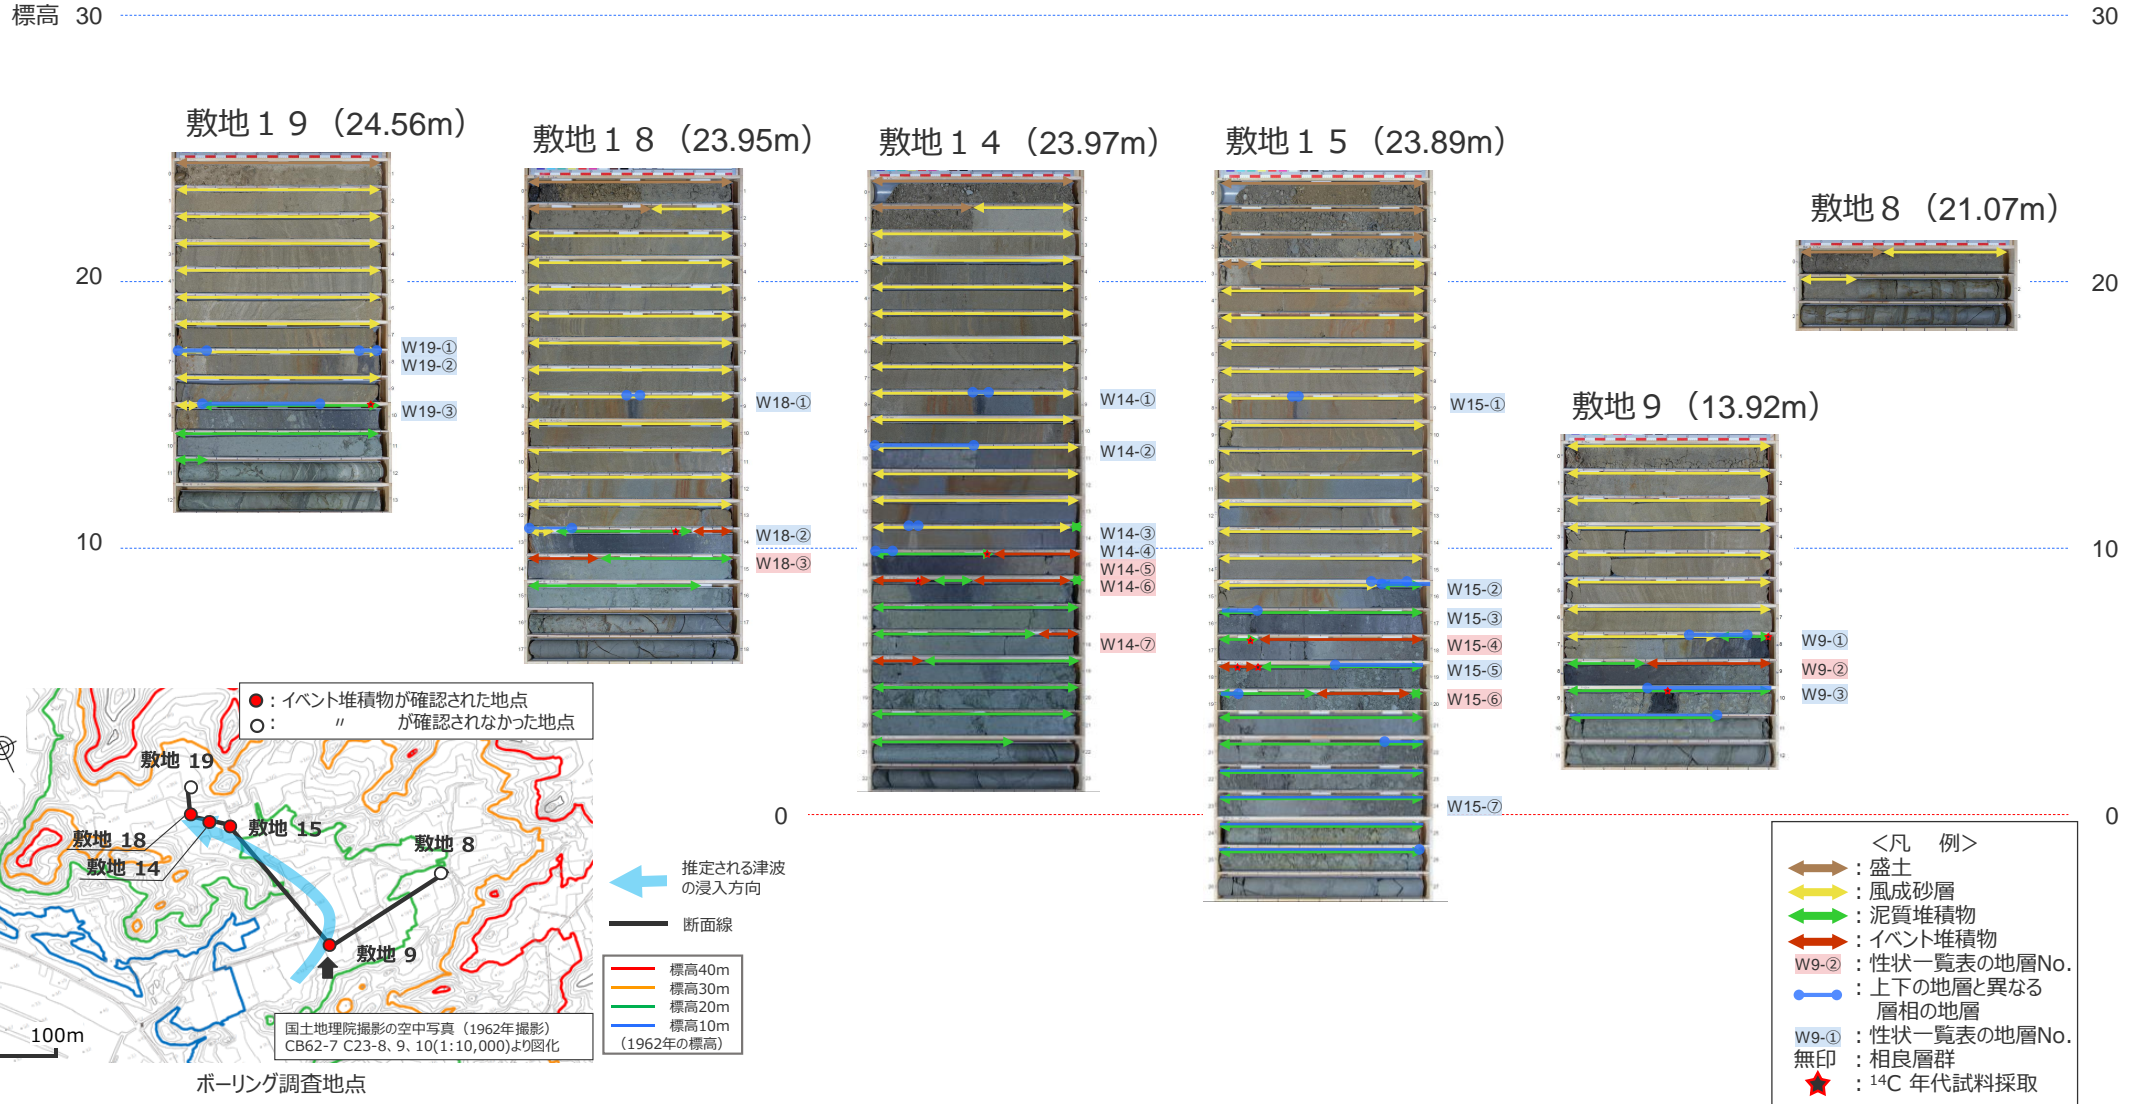 標高 30
30
敷地19（24.56m）
敷地18（23.95m）
敷地14（23.97m）
敷地15（23.89m）
敷地8（21.07m）
敷地9（13.92m）
20
20
10
10
0
0
W19-①
W19-②
W19-③
W18-①
W18-②
W18-③
W14-①
W14-②
W14-③
W14-④
W14-⑤
W14-⑥
W14-⑦
W15-①
W15-②
W15-③
W15-④
W15-⑤
W15-⑥
W15-⑦
W9-①
W9-②
W9-③
：イベント堆積物が確認された地点
：　〃　が確認されなかった地点
敷地 19
敷地 18
敷地 14
敷地 15
敷地 8
敷地 9
100m
国土地理院撮影の空中写真（1962年撮影）
CB62-7 C23-8、9、10(1:10,000)より図化
ボーリング調査地点
推定される津波
の浸入方向
断面線
標高40m
標高30m
標高20m
標高10m
（1962年の標高）
＜凡　例＞
：盛土
：風成砂層
：泥質堆積物
：イベント堆積物
W9-②：性状一覧表の地層No.
：上下の地層と異なる
層相の地層
W9-①：性状一覧表の地層No.
無印：相良層群
：¹⁴C 年代試料採取